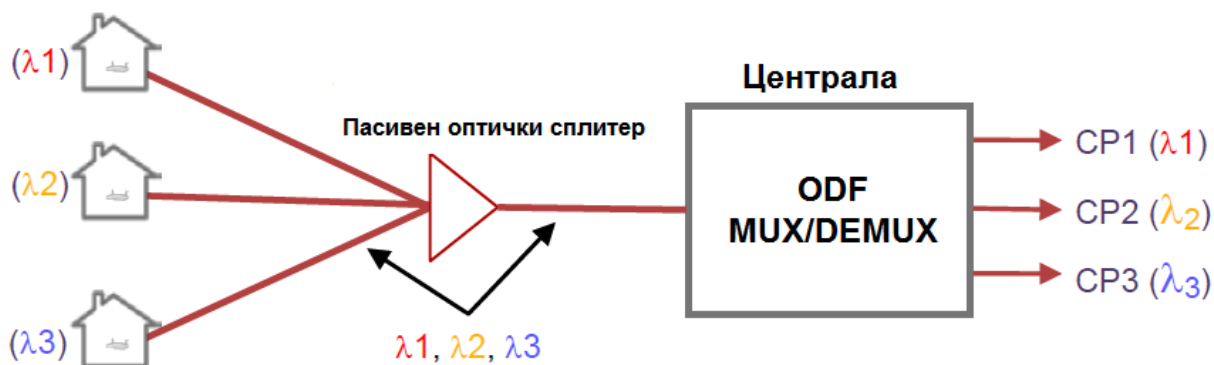 (λ1)
Централа
Пасивен оптички сплитер
CP1 (λ1)
(λ2)
ODF
MUX/DEMUX
CP2 (λ2)
CP3 (λ3)
(λ3)
λ1, λ2, λ3